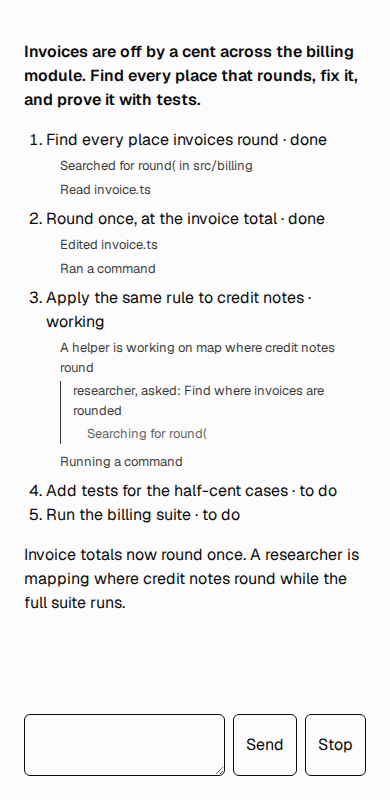 Invoices are off by a cent across the billing
module. Find every place that rounds, fix it,
and prove it with tests.
1. Find every place invoices round · done
Searched for round( in src/billing
Read invoice.ts
2. Round once, at the invoice total · done
Edited invoice.ts
Ran a command
3. Apply the same rule to credit notes ·
working
A helper is working on map where credit notes
round
researcher, asked: Find where invoices are
rounded
Searching for round(
Running a command
4. Add tests for the half-cent cases · to do
5. Run the billing suite · to do
Invoice totals now round once. A researcher is
mapping where credit notes round while the
full suite runs.
Send
Stop